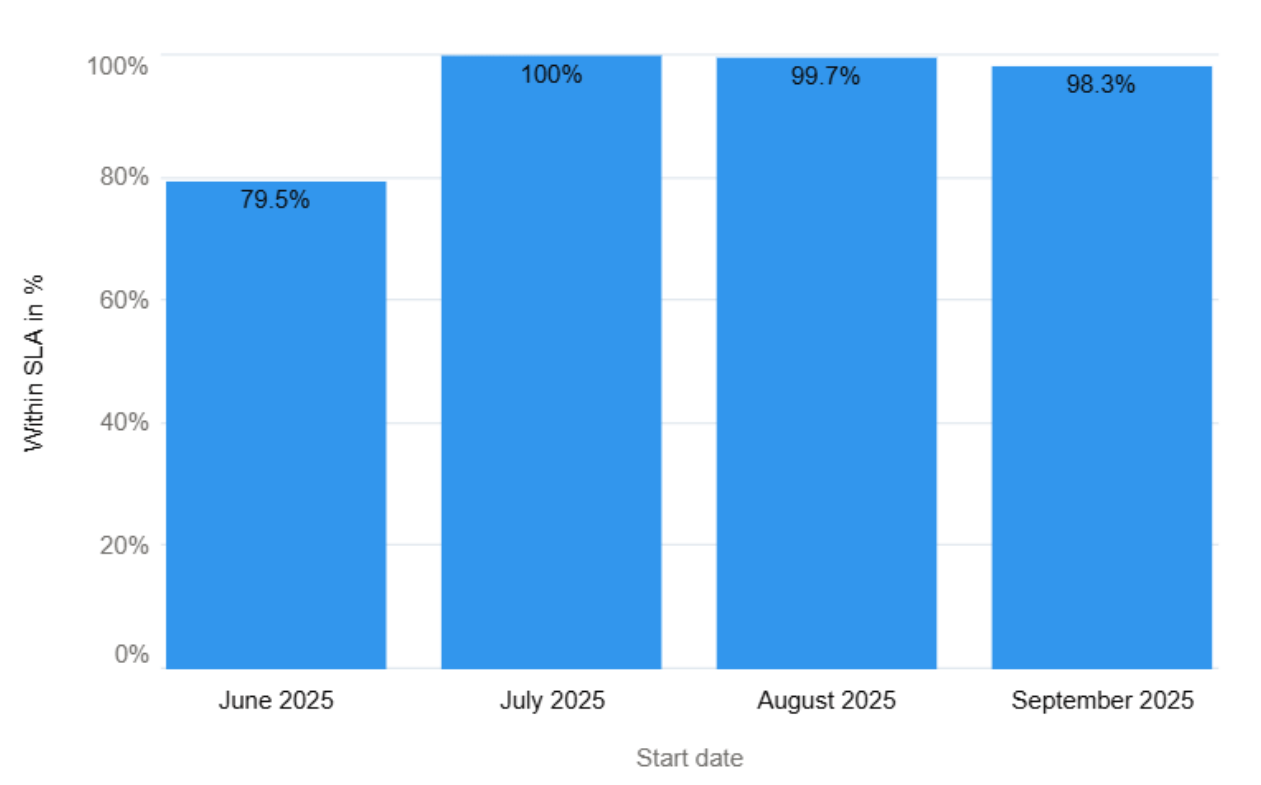 100%
80%
60%
40%
20%
0%
Within SLA in %
79.5%
100%
99.7%
98.3%
June 2025
July 2025
August 2025
September 2025
Start date